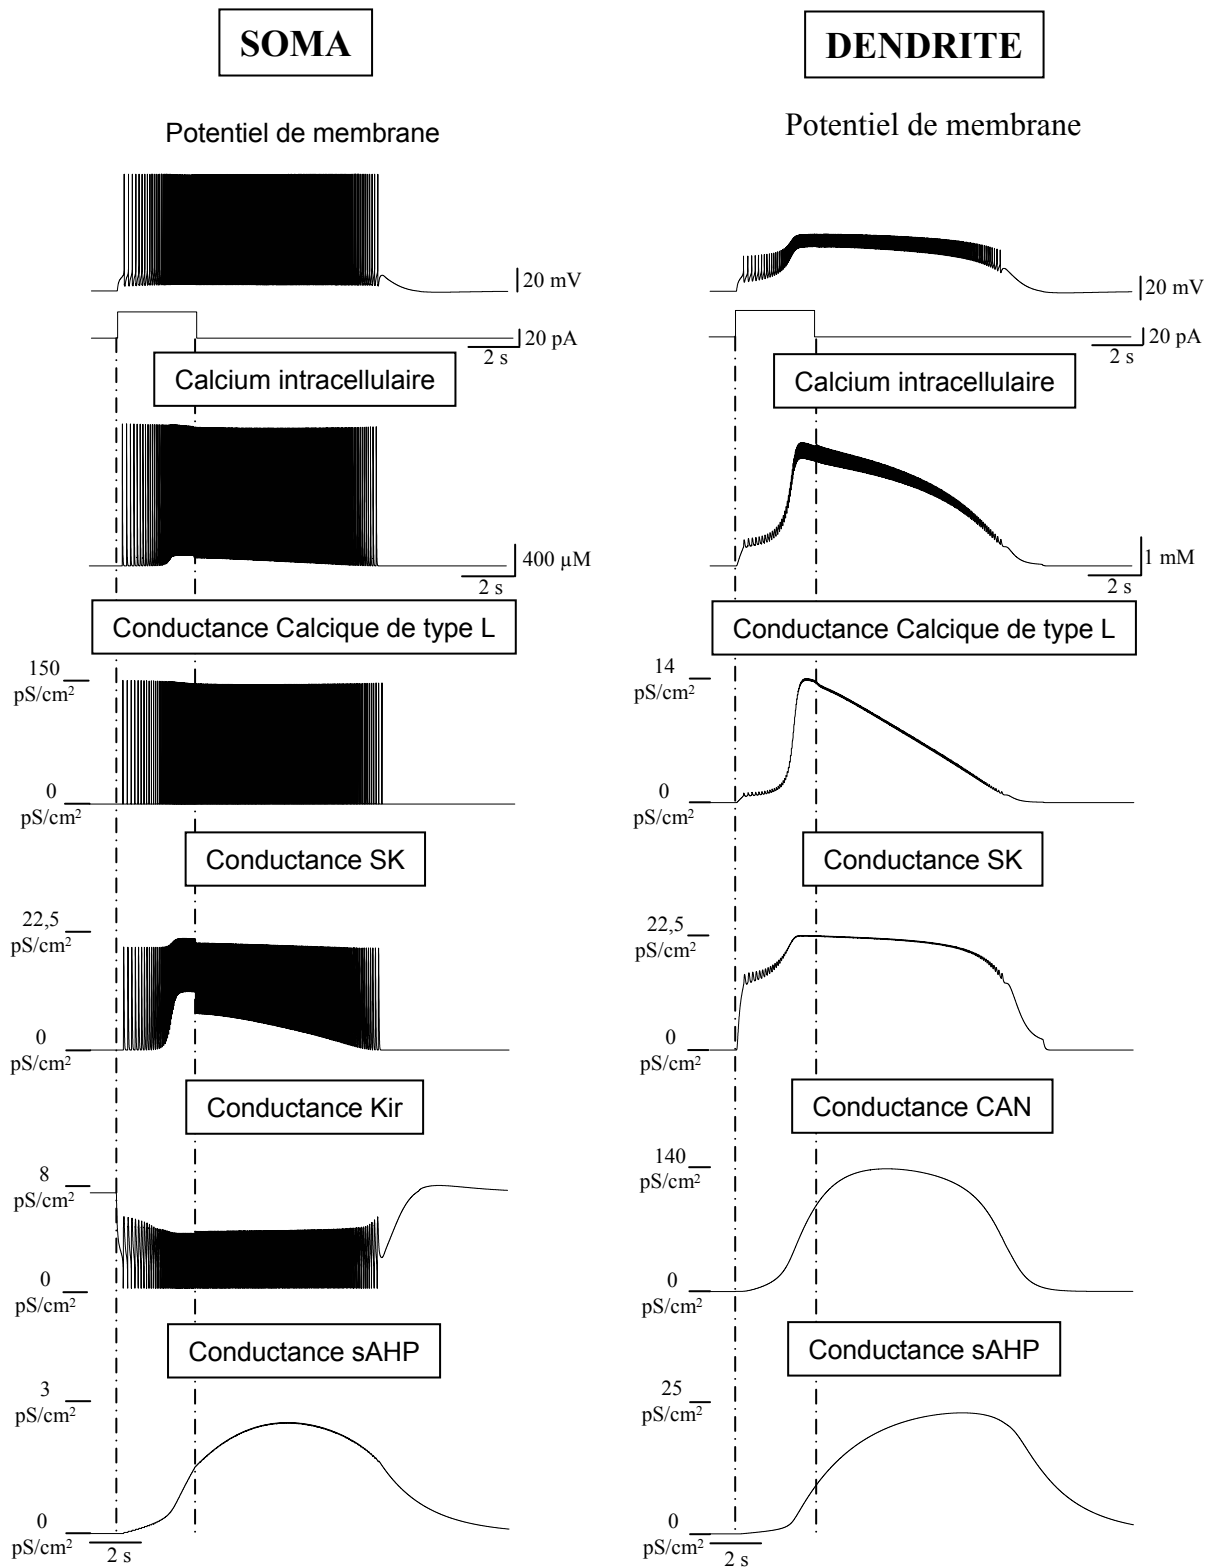 SOMA
DENDRITE
Potentiel de membrane
Potentiel de membrane
20 mV
20 mV
20 pA
2 s
20 pA
2 s
Calcium intracellulaire
Calcium intracellulaire
400 µM
2 s
1 mM
2 s
Conductance Calcique de type L
Conductance Calcique de type L
150
pS/cm²
0
pS/cm²
14
pS/cm²
0
pS/cm²
Conductance SK
Conductance SK
22,5
pS/cm²
0
pS/cm²
22,5
pS/cm²
0
pS/cm²
Conductance Kir
Conductance CAN
8
pS/cm²
0
pS/cm²
140
pS/cm²
0
pS/cm²
Conductance sAHP
Conductance sAHP
3
pS/cm²
0
pS/cm²
2 s
25
pS/cm²
0
pS/cm²
2 s